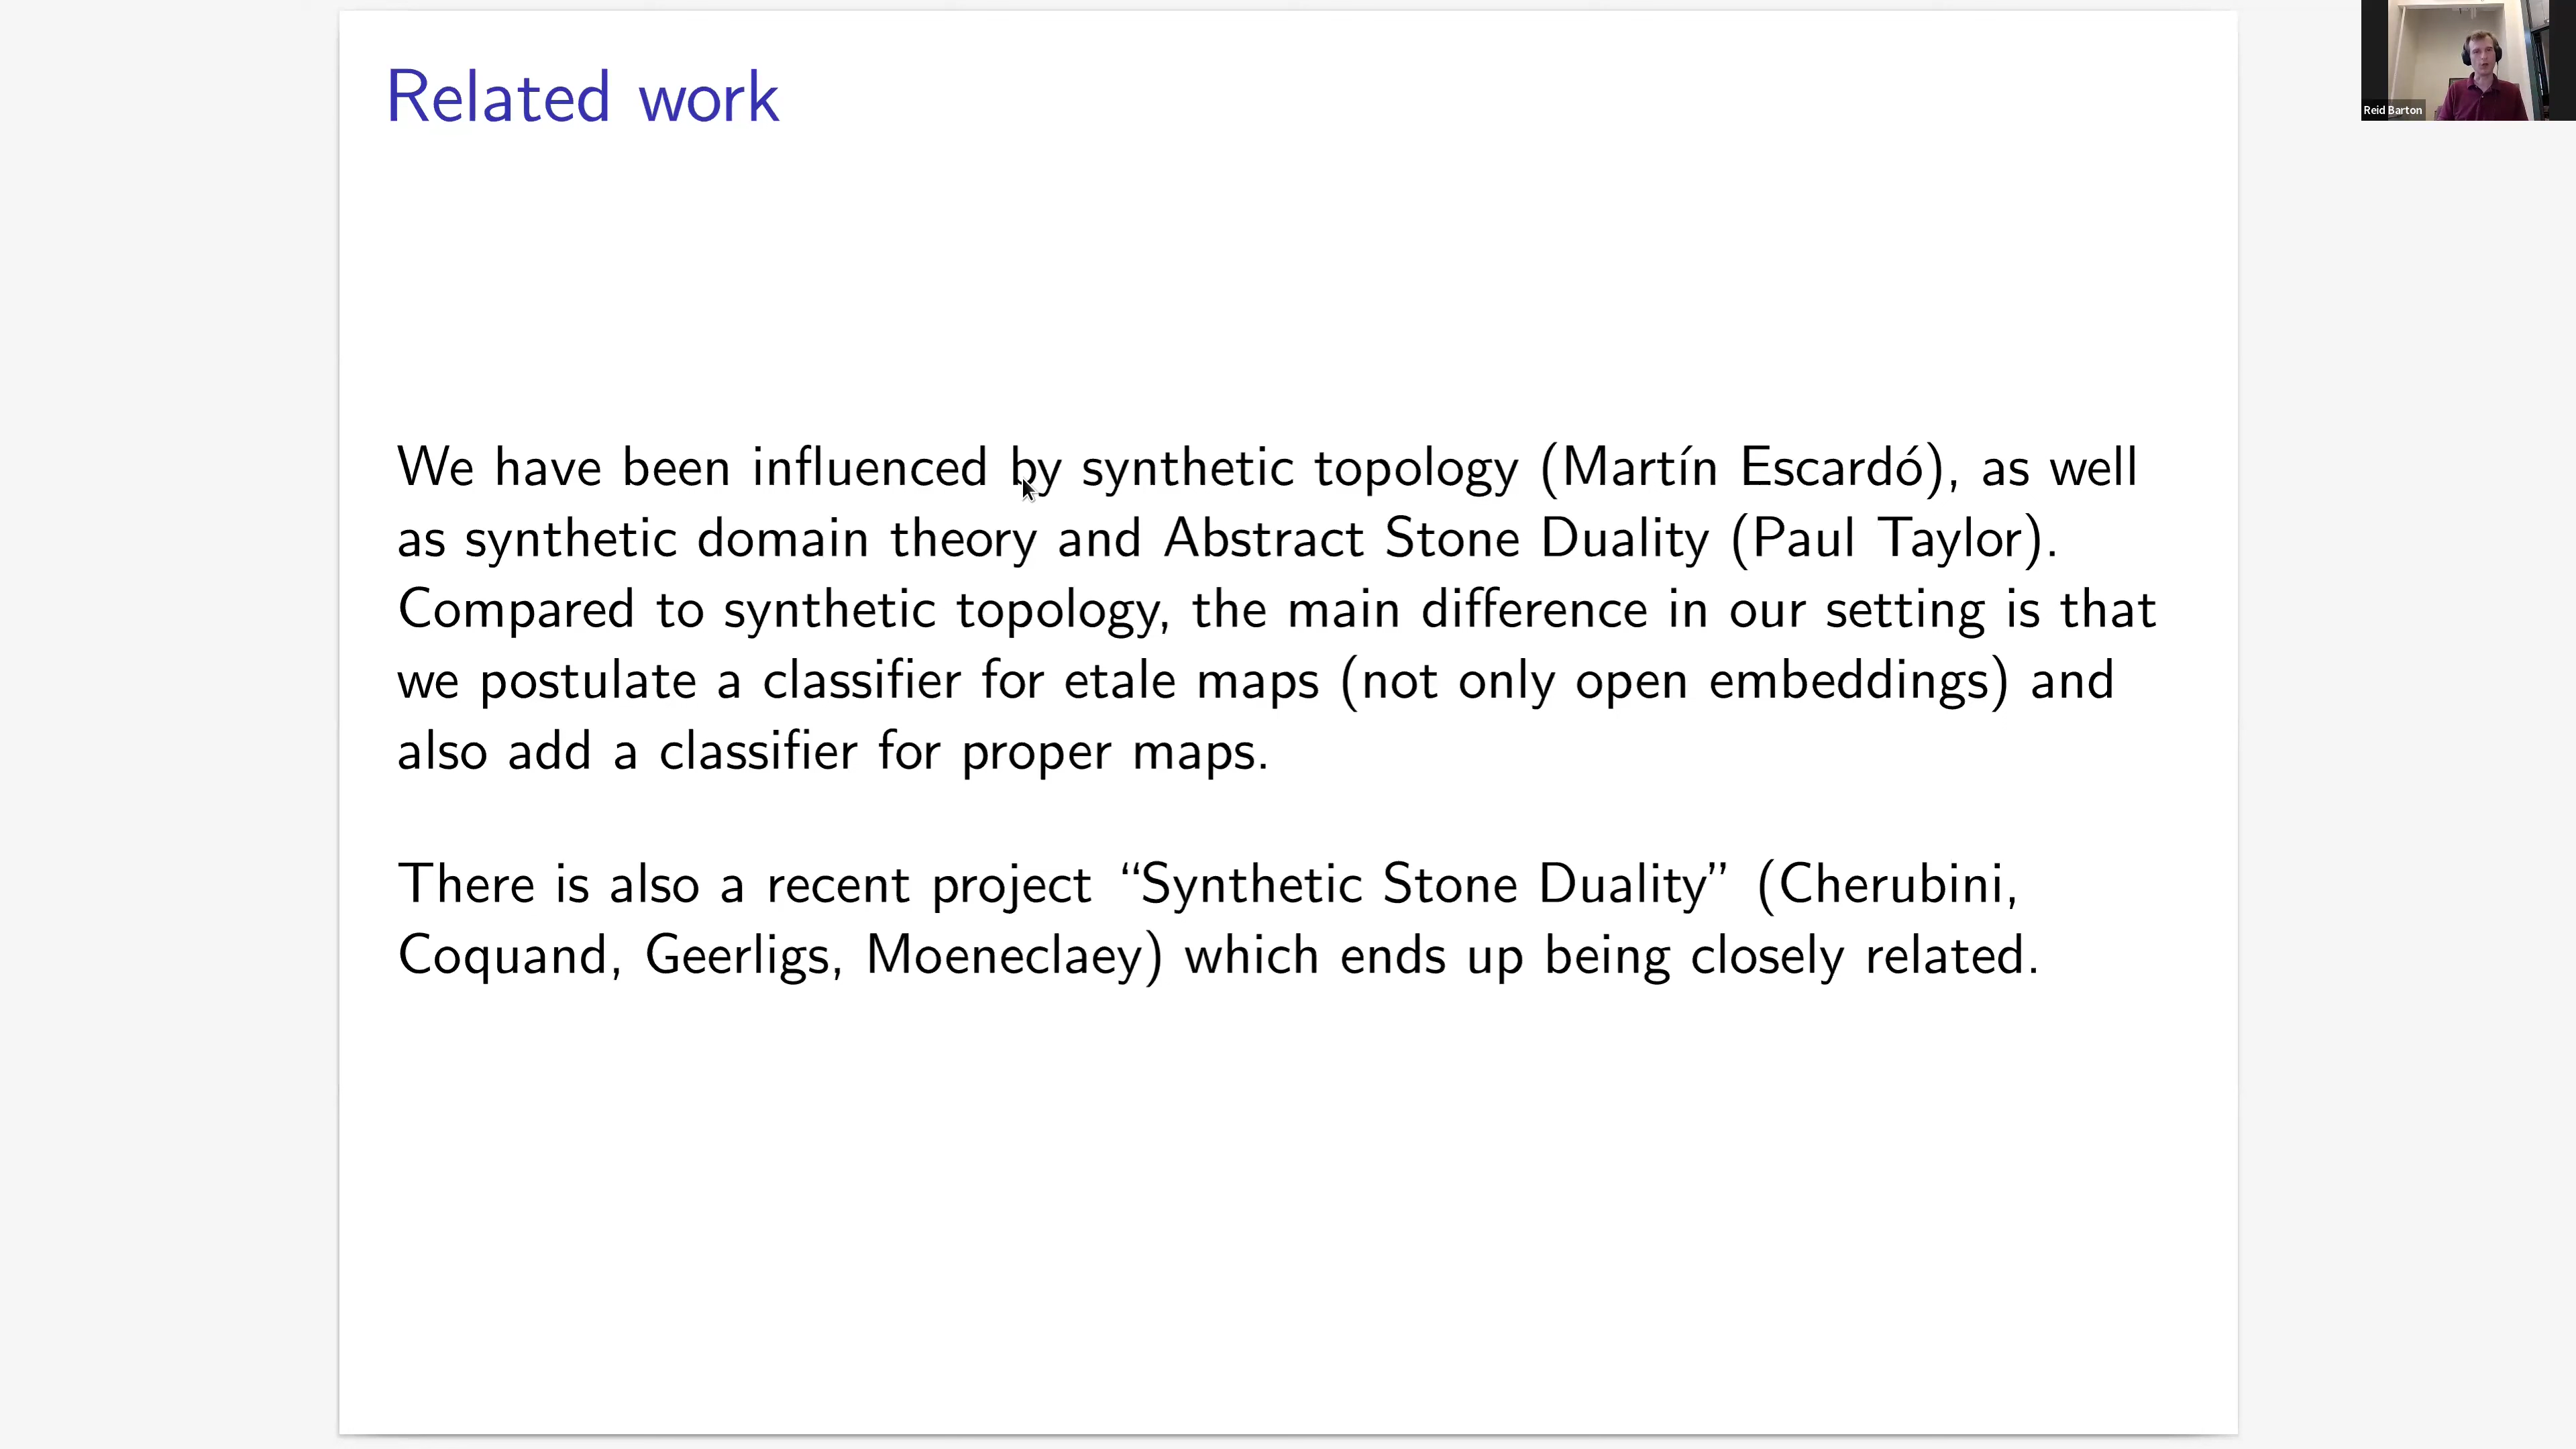 Related work
Reid Barton
We have been influenced by synthetic topology (Martín Escardó), as well
as synthetic domain theory and Abstract Stone Duality (Paul Taylor).
Compared to synthetic topology, the main difference in our setting is that
we postulate a classifier for etale maps (not only open embeddings) and
also add a classifier for proper maps.
There is also a recent project “Synthetic Stone Duality” (Cherubini,
Coquand, Geerligs, Moeneclaey) which ends up being closely related.